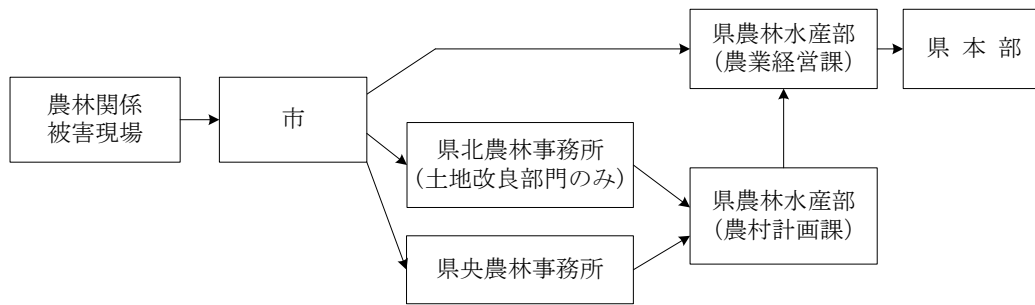 農林関係
被害現場
市
県農林水産部
（農業経営課）
県本部
県北農林事務所
（土地改良部門のみ）
県央農林事務所
県農林水産部
（農村計画課）